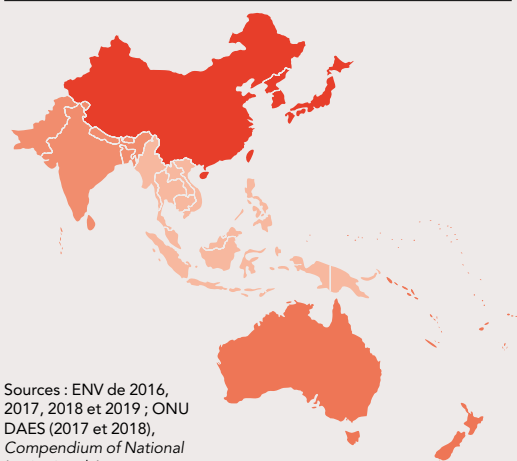 Sources : ENV de 2016,
2017, 2018 et 2019 ; ONU
DAES (2017 et 2018),
Compendium of National